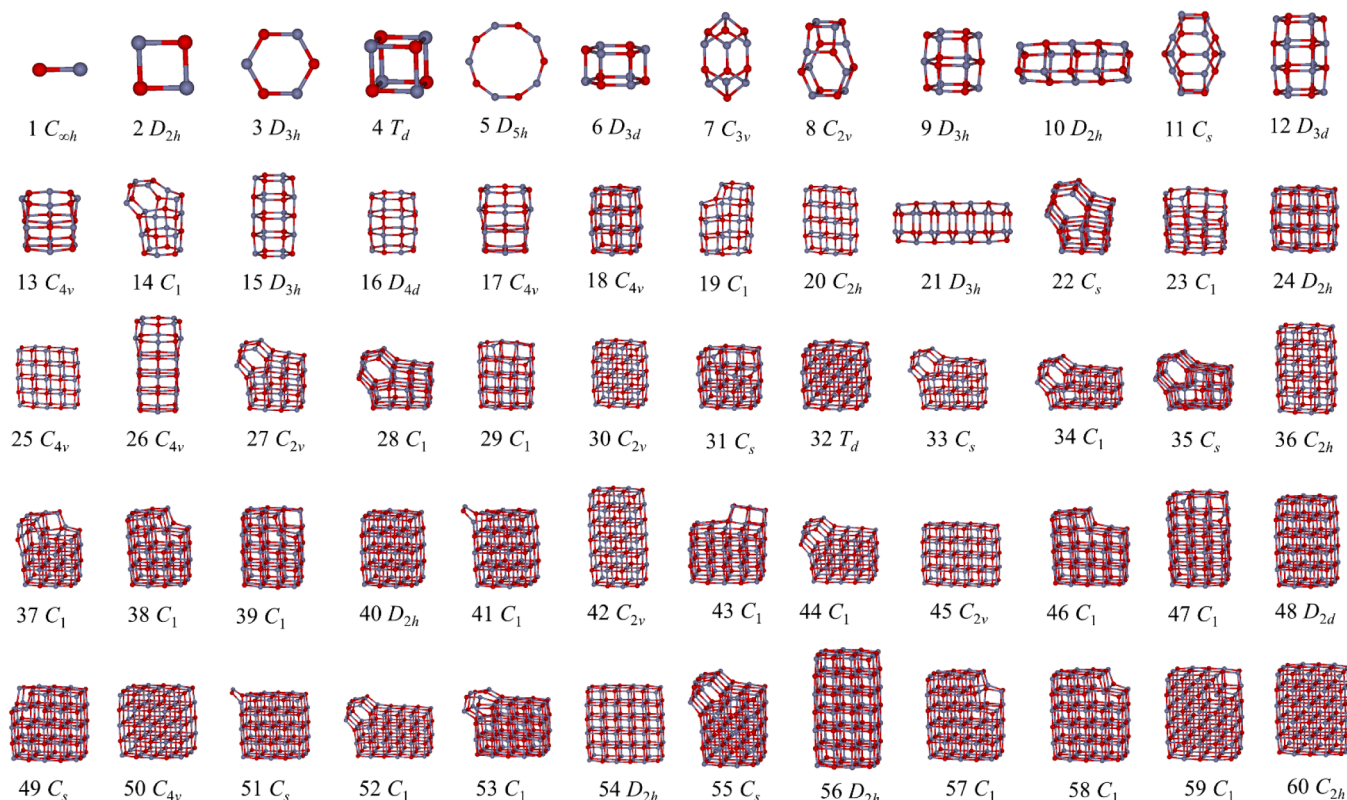 1 C∞h 2 D2h 3 D3h 4 Td 5 D5h 6 D3d 7 C3v 8 C2v 9 D3h 10 D2h 11 Cs 12 D3d
13 C4v 14 C1 15 D3h 16 D4d 17 C4v 18 C4v 19 C1 20 C2h 21 D3h 22 Cs 23 C1 24 D2h
25 C4v 26 C4v 27 C2v 28 C1 29 C1 30 C2v 31 Cs 32 Td 33 Cs 34 C1 35 Cs 36 C2h
37 C1 38 C1 39 C1 40 D2h 41 C1 42 C2v 43 C1 44 C1 45 C2v 46 C1 47 C1 48 D2d
49 Cs 50 C4v 51 Cs 52 C1 53 C1 54 D2h 55 Cs 56 D2h 57 C1 58 C1 59 C1 60 C2h